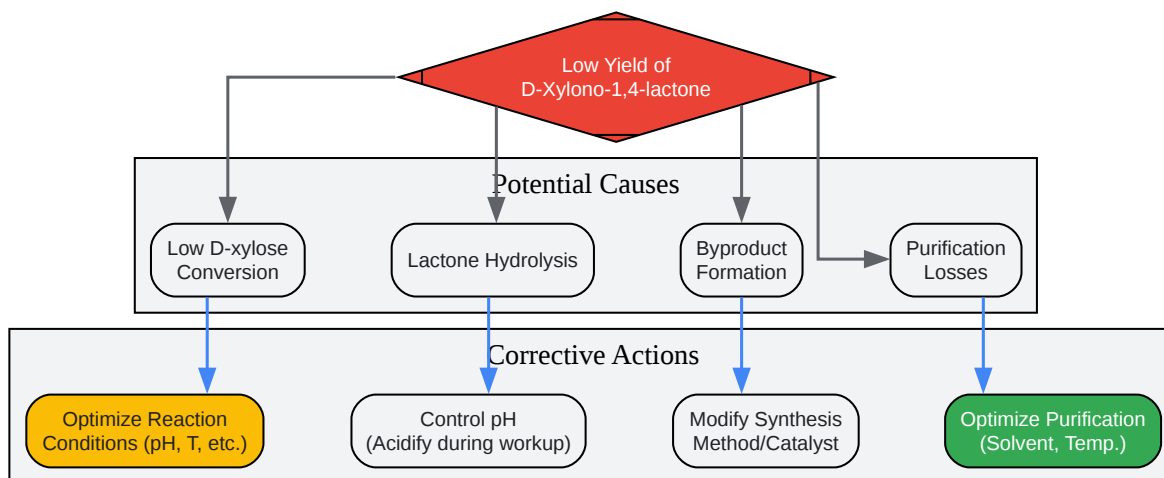 Low Yield of
D-Xylono-1,4-lactone
Potential Causes
Low D-xylose
Conversion
Lactone Hydrolysis
Byproduct
Formation
Purification
Losses
Corrective Actions
Optimize Reaction
Conditions (pH, T, etc.)
Control pH
(Acidify during workup)
Modify Synthesis
Method/Catalyst
Optimize Purification
(Solvent, Temp.)